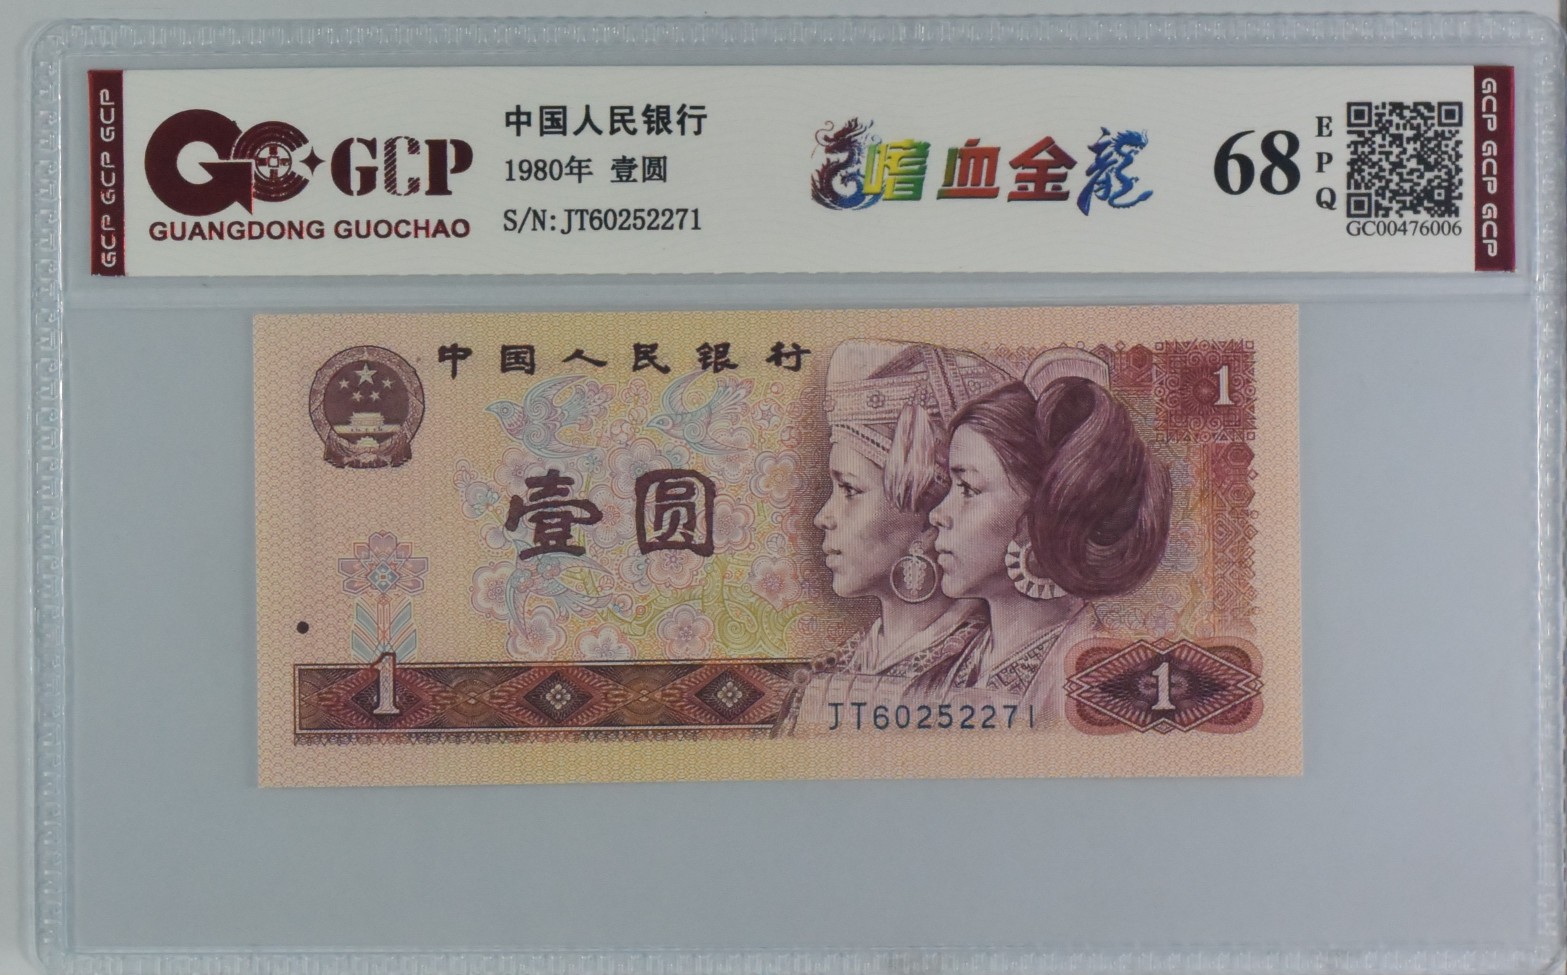 GCP GCP GCP
GCP
GUANGDONG GUOCHAO
中国人民银行
1980年 壹圆
S/N:JT60252271
嗜血金龍
68
EPQ
GC00476006
GCP GCP GCP
中国人民银行
1
壹圆
1
JT60252271
1